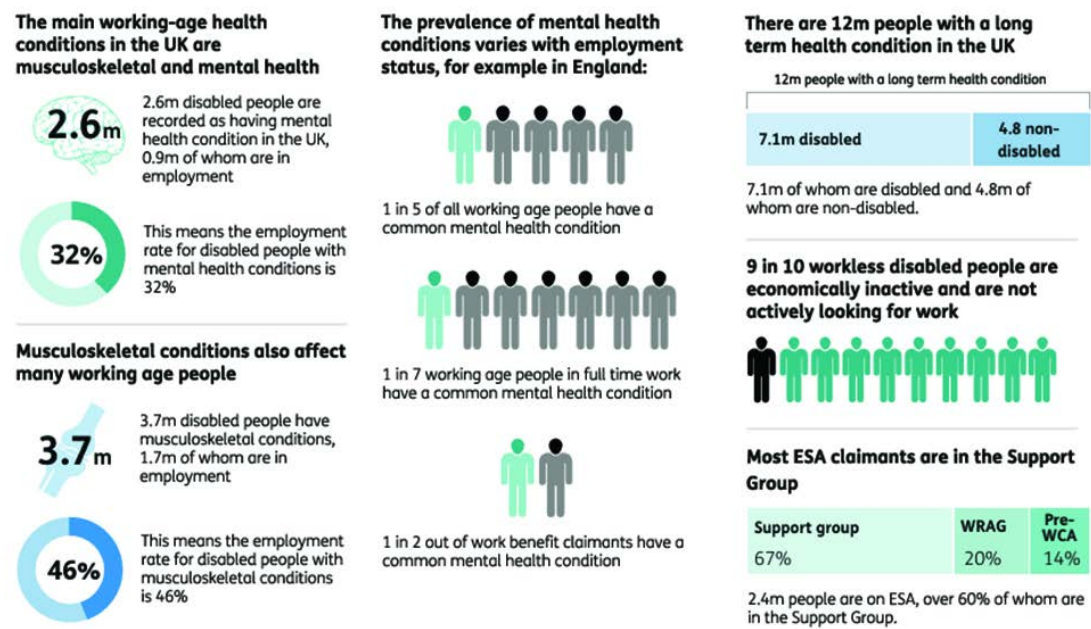 The main working-age health
conditions in the UK are
musculoskeletal and mental health
2.6m
2.6m disabled people are
recorded as having mental
health condition in the UK,
0.9m of whom are in
employment
32%
This means the employment
rate for disabled people with
mental health conditions is
32%
Musculoskeletal conditions also affect
many working age people
3.7m
3.7m disabled people have
musculoskeletal conditions,
1.7m of whom are in
employment
46%
This means the employment
rate for disabled people with
musculoskeletal conditions
is 46%
The prevalence of mental health
conditions varies with employment
status, for example in England:
1 in 5 of all working age people have a
common mental health condition
1 in 7 working age people in full time work
have a common mental health condition
1 in 2 out of work benefit claimants have a
common mental health condition
There are 12m people with a long
term health condition in the UK
12m people with a long term health condition
7.1m disabled
4.8 non-
disabled
7.1m of whom are disabled and 4.8m of
whom are non-disabled.
9 in 10 workless disabled people are
economically inactive and are not
actively looking for work
Most ESA claimants are in the Support
Group
Support group
67%
WRAG
20%
Pre-
WCA
14%
2.4m people are on ESA, over 60% of whom are
in the Support Group.